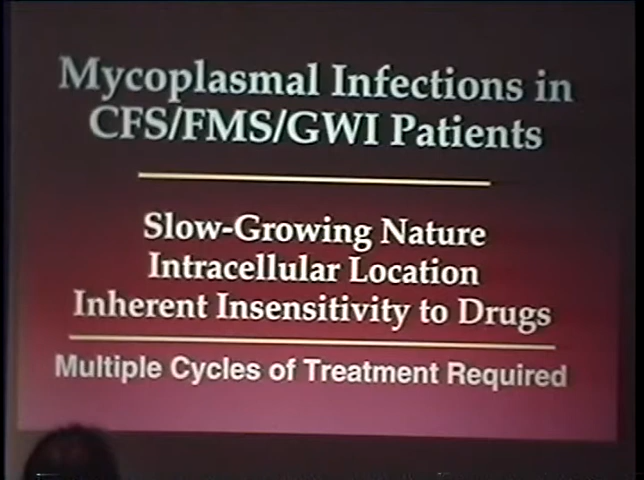 Mycoplasmal Infections in
CFS/FMS/GWI Patients
Slow-Growing Nature
Intracellular Location
Inherent Insensitivity to Drugs
Multiple Cycles of Treatment Required